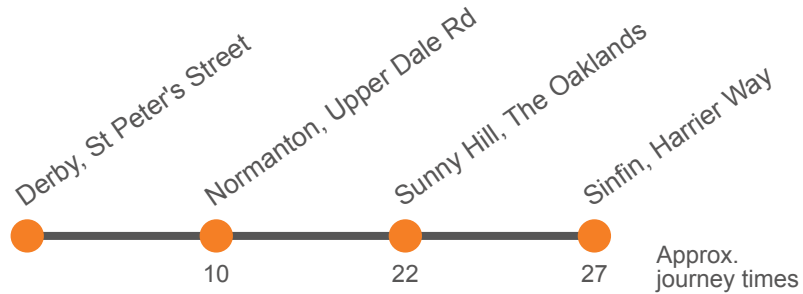 Derby, St Peter's Street
Normanton, Upper Dale Rd
Sunny Hill, The Oaklands
Sinfin, Harrier Way
10
22
27
Approx.
journey times